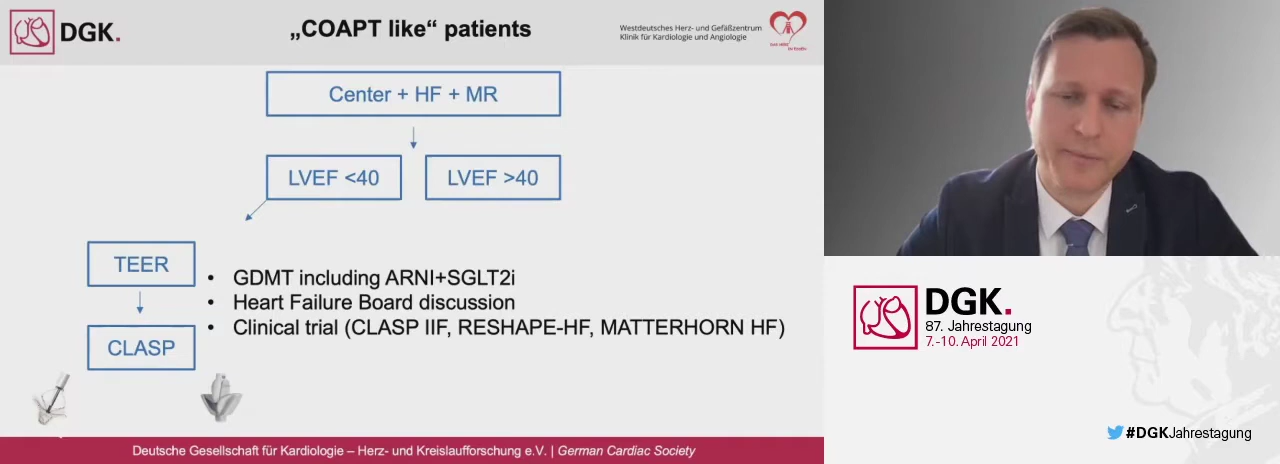 DGK.
„COAPT like“ patients
Westdeutsches Herz- und Gefäßzentrum
Klinik für Kardiologie und Angiologie
Center + HF + MR
LVEF <40
LVEF >40
TEER
CLASP
• GDMT including ARNI+SGLT2i
• Heart Failure Board discussion
• Clinical trial (CLASP IIF, RESHAPE-HF, MATTERHORN HF)
Deutsche Gesellschaft für Kardiologie – Herz- und Kreislaufforschung e.V. | German Cardiac Society
DGK.
87. Jahrestagung
7.-10. April 2021
#DGKJahrestagung